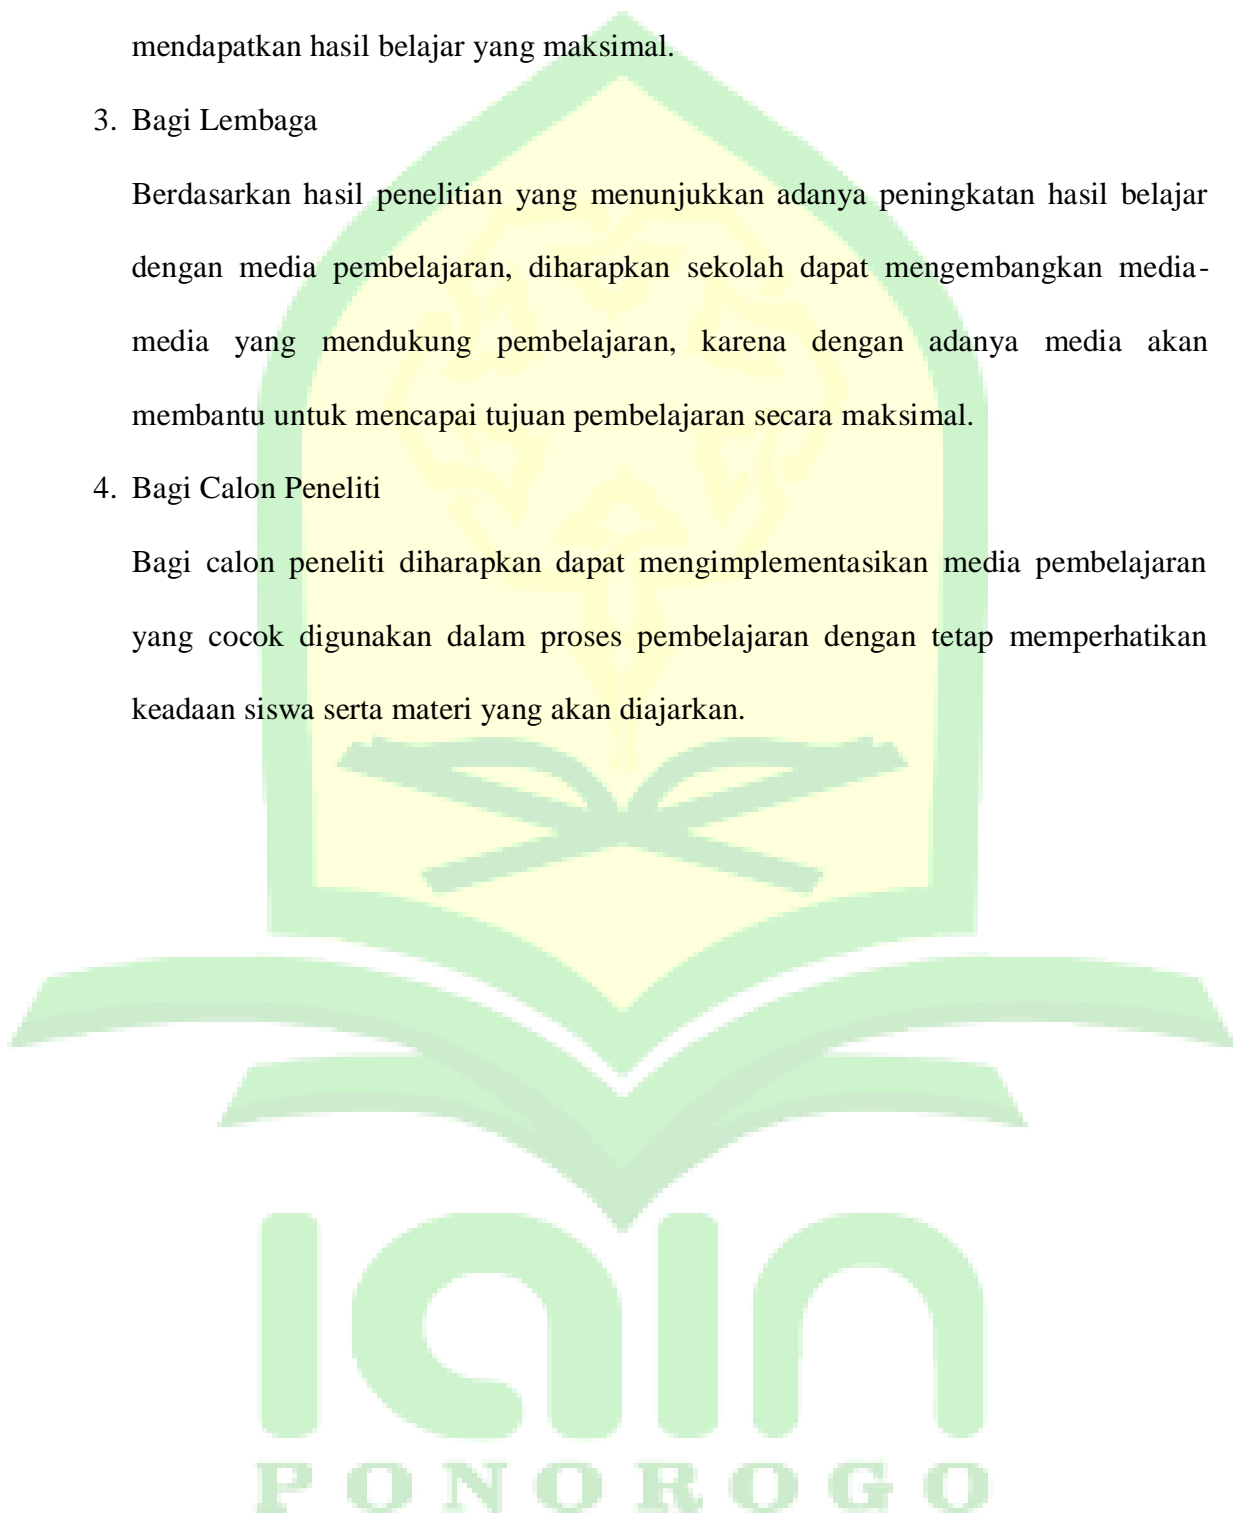 mendapatkan hasil belajar yang maksimal.
3. Bagi Lembaga
Berdasarkan hasil penelitian yang menunjukkan adanya peningkatan hasil belajar
dengan media pembelajaran, diharapkan sekolah dapat mengembangkan media-
media yang mendukung pembelajaran, karena dengan adanya media akan
membantu untuk mencapai tujuan pembelajaran secara maksimal.
4. Bagi Calon Peneliti
Bagi calon peneliti diharapkan dapat mengimplementasikan media pembelajaran
yang cocok digunakan dalam proses pembelajaran dengan tetap memperhatikan
keadaan siswa serta materi yang akan diajarkan.
iain
PONOROGO